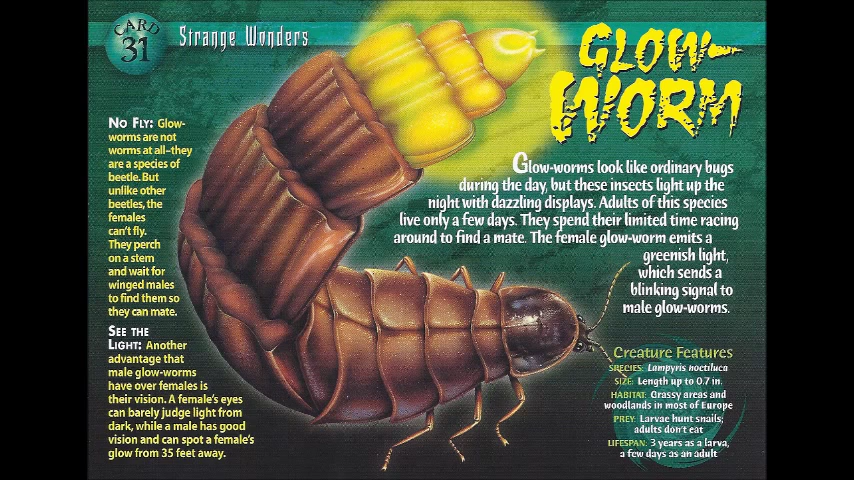 CARD
31
Strange Wonders
GLOW-
WORM
Glow-worms look like ordinary bugs
during the day, but these insects light up the
night with dazzling displays. Adults of this species
live only a few days. They spend their limited time racing
around to find a mate. The female glow-worm emits a
greenish light,
which sends a
blinking signal to
male glow-worms.
NO FLY: Glow-
worms are not
worms at all–they
are a species of
beetle. But
unlike other
beetles, the
females
can't fly.
They perch
on a stem
and wait for
winged males
to find them so
they can mate.
SEE THE
LIGHT: Another
advantage that
male glow-worms
have over females is
their vision. A female's eyes
can barely judge light from
dark, while a male has good
vision and can spot a female's
glow from 35 feet away.
Creature Features
SPECIES: Lampyris noctiluca
SIZE: Length up to 0.7 in.
HABITAT: Grassy areas and
woodlands in most of Europe
PREY: Larvae hunt snails;
adults don't eat
LIFESPAN: 3 years as a larva,
a few days as an adult